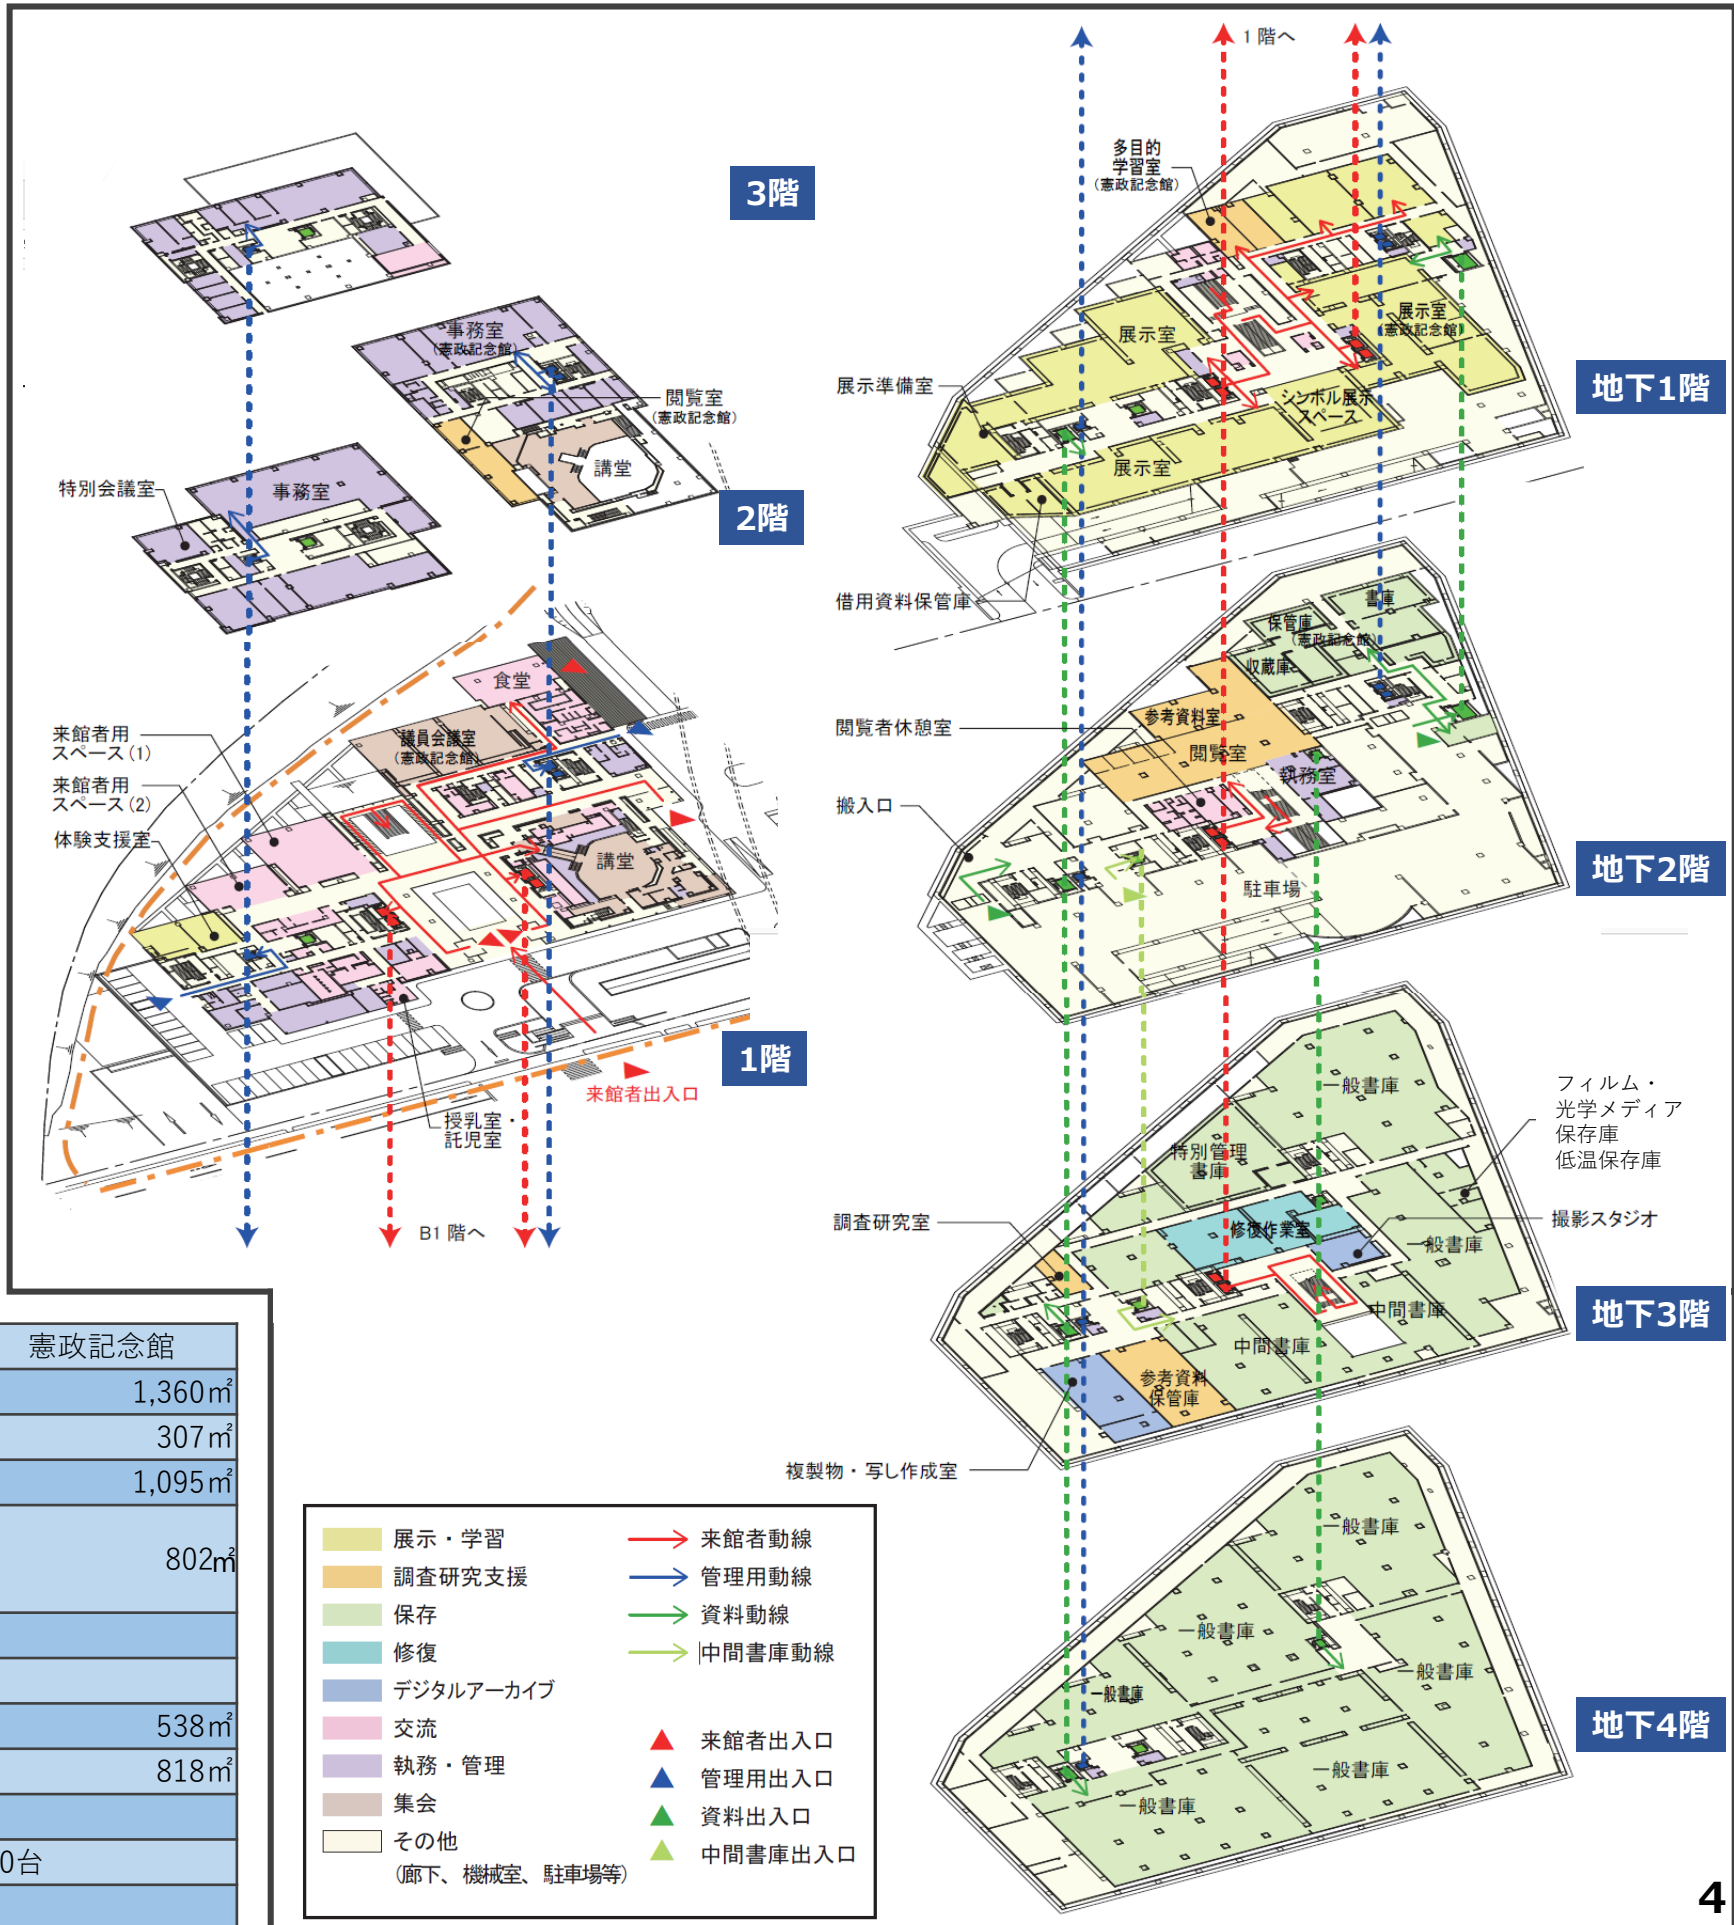 3階
事務室
(憲政記念館)
閲覧室
(憲政記念館)
講堂
特別会議室
事務室
2階
食堂
議員会議室
(憲政記念館)
来館者用
スペース(1)
来館者用
スペース(2)
体験支援室
講堂
1階
来館者出入口
授乳室・
託児室
B1 階へ
1 階へ
多目的
学習室
(憲政記念館)
展示室
展示室
(憲政記念館)
地下1階
展示準備室
シンボル展示
スペース
展示室
借用資料保管庫
書庫
保管庫
(憲政記念館)
収蔵庫
参考資料室
閲覧者休憩室
閲覧室
執務室
搬入口
駐車場
地下2階
一般書庫
フィルム・
光学メディア
保存庫
低温保存庫
特別管理
書庫
調査研究室
修復作業室
撮影スタジオ
一般書庫
地下3階
中間書庫
中間書庫
参考資料
保管庫
複製物・写し作成室
一般書庫
一般書庫
一般書庫
一般書庫
地下4階
一般書庫
一般書庫
憲政記念館
1,360㎡
307㎡
1,095㎡
802㎡
538㎡
818㎡
0台
展示・学習
調査研究支援
保存
修復
デジタルアーカイブ
交流
執務・管理
集会
その他
(廊下、機械室、駐車場等)
来館者動線
管理用動線
資料動線
中間書庫動線
来館者出入口
管理用出入口
資料出入口
中間書庫出入口
4